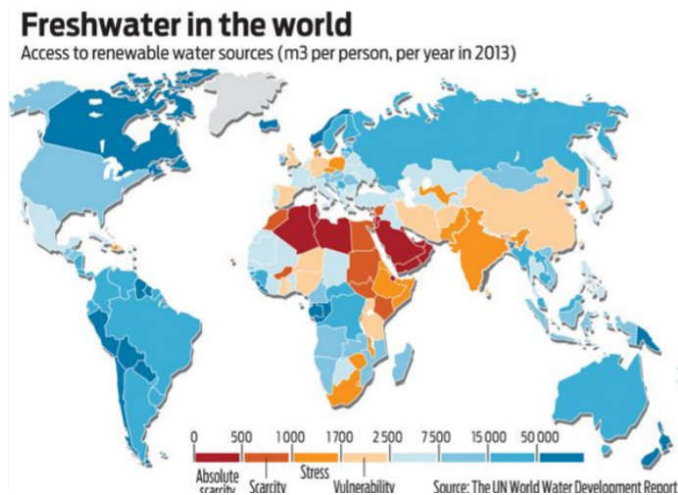 Freshwater in the world
Access to renewable water sources (m3 per person, per year in 2013)
0 500 1000 1700 2500 7500 15000 50000
Absolute scarcity Scarcity Stress Vulnerability
Source: The UN World Water Development Report